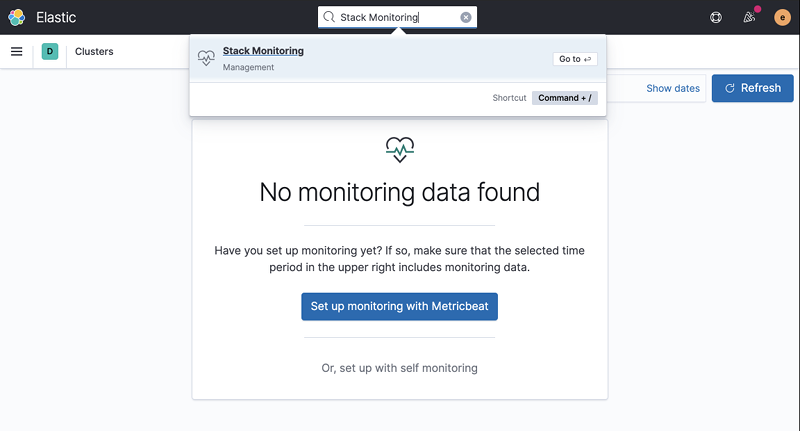 Elastic
Stack Monitoring
e
D
Clusters
Stack Monitoring
Management
Go to ⏎
Shortcut
Command + /
Show dates
Refresh
No monitoring data found
Have you set up monitoring yet? If so, make sure that the selected time
period in the upper right includes monitoring data.
Set up monitoring with Metricbeat
Or, set up with self monitoring